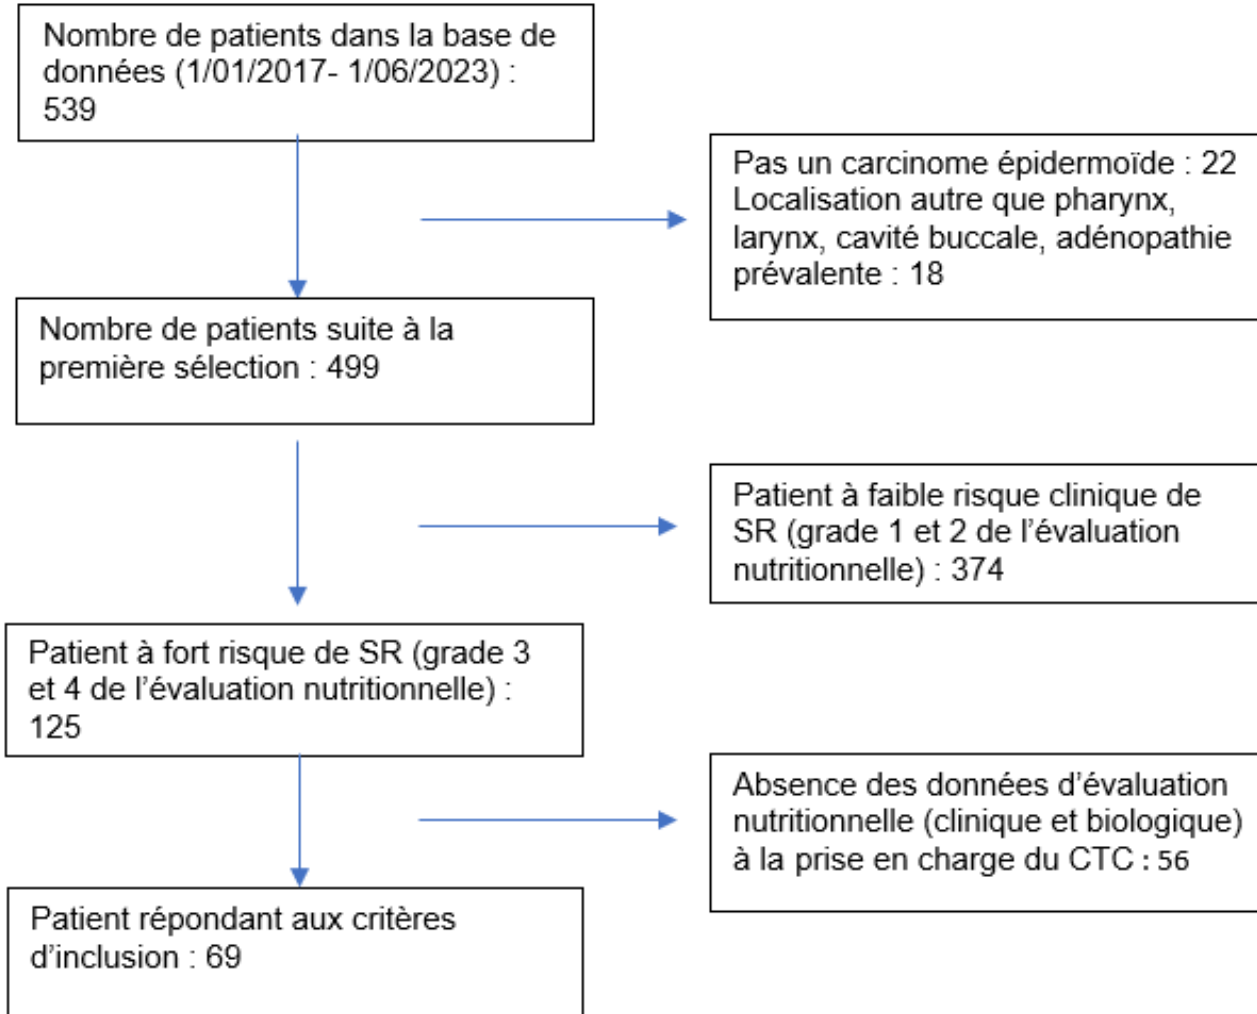 Nombre de patients dans la base de
données (1/01/2017- 1/06/2023) :
539
Pas un carcinome épidermoïde : 22
Localisation autre que pharynx,
larynx, cavité buccale, adénopathie
prévalente : 18
Nombre de patients suite à la
première sélection : 499
Patient à faible risque clinique de
SR (grade 1 et 2 de l’évaluation
nutritionnelle) : 374
Patient à fort risque de SR (grade 3
et 4 de l’évaluation nutritionnelle) :
125
Absence des données d’évaluation
nutritionnelle (clinique et biologique)
à la prise en charge du CTC : 56
Patient répondant aux critères
d’inclusion : 69